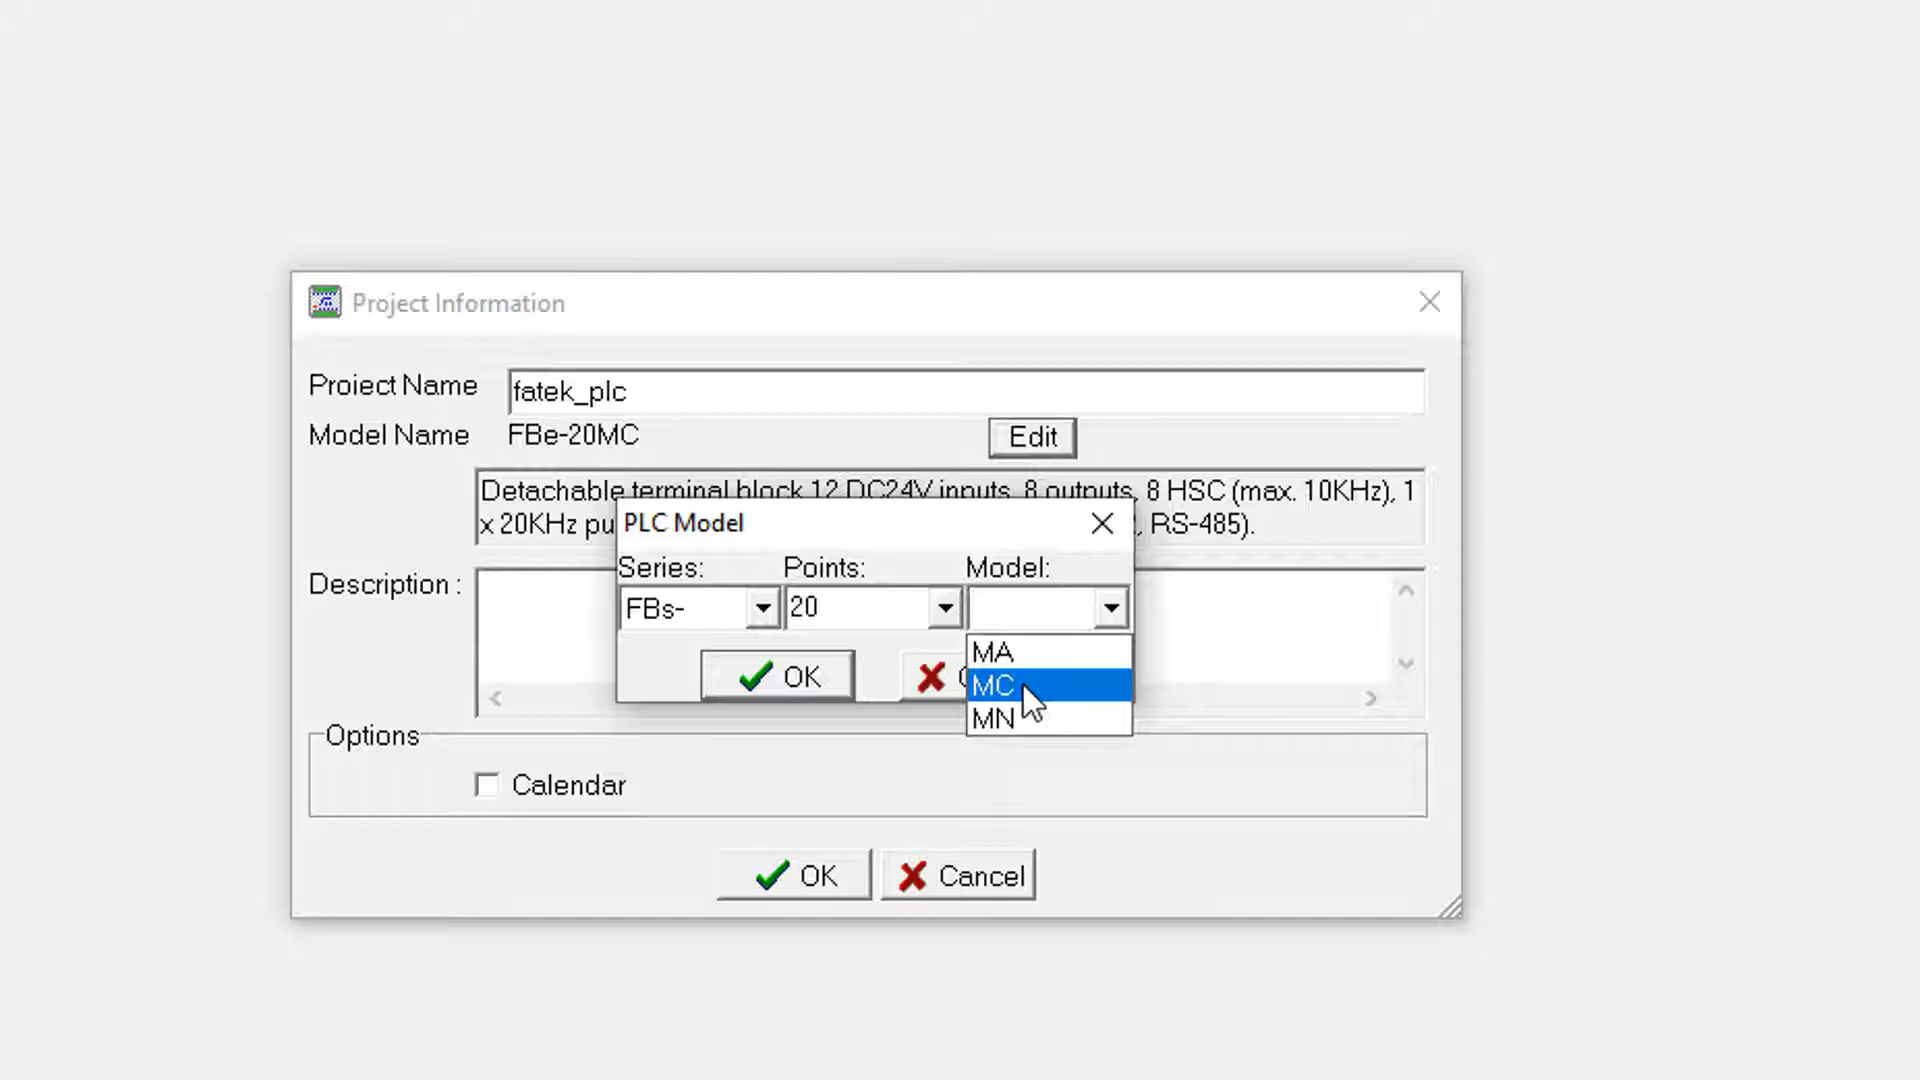 Project Information
Proiect Name
fatek_plc
Model Name
FBe-20MC
Edit
Detachable terminal block 12 DC24V inputs, 8 outputs, 8 HSC (max. 10KHz), 1
x 20KHz pu
, RS-485).
PLC Model
Series:
Points:
Model:
FBs-
20
OK
MA
MC
MN
Description :
Options
Calendar
OK
Cancel